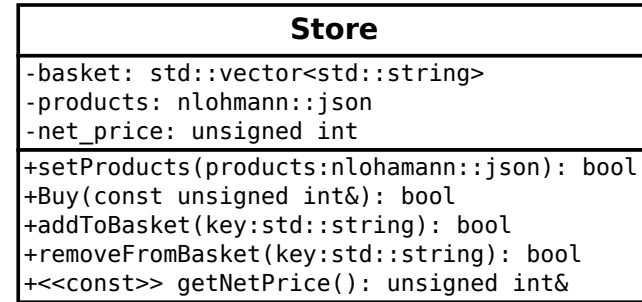 Store
-basket: std::vector<std::string>
-products: nlohmann::json
-net_price: unsigned int
+setProducts(products:nlohamann::json): bool
+Buy(const unsigned int&): bool
+addToBasket(key:std::string): bool
+removeFromBasket(key:std::string): bool
+<<const>> getNetPrice(): unsigned int&